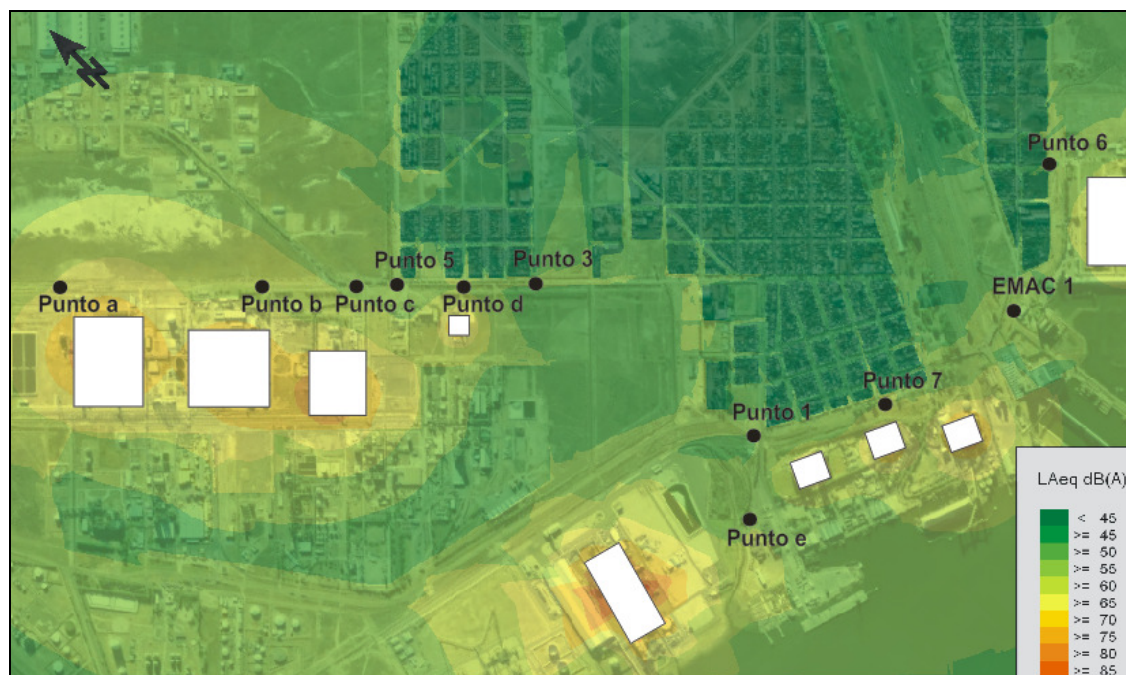 N
Punto 6
Punto 5
Punto 3
EMAC 1
Punto a
Punto b
Punto c
Punto d
Punto 7
Punto 1
Punto e
LAeq dB(A)
< 45
>= 45
>= 50
>= 55
>= 60
>= 65
>= 70
>= 75
>= 80
>= 85